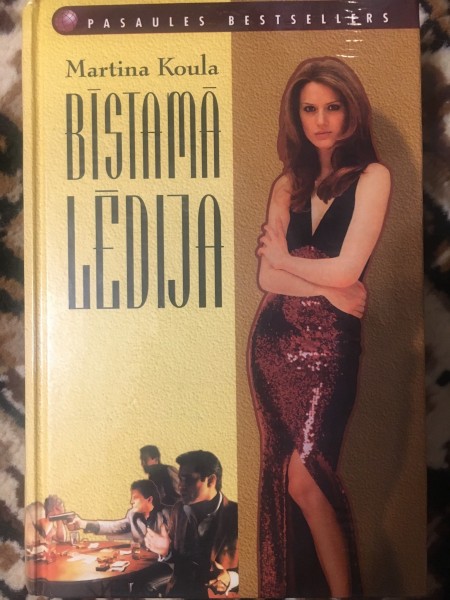 PASAULES BESTSELLERS
Martina Koula
BĪSTAMĀ
LĒDIJA